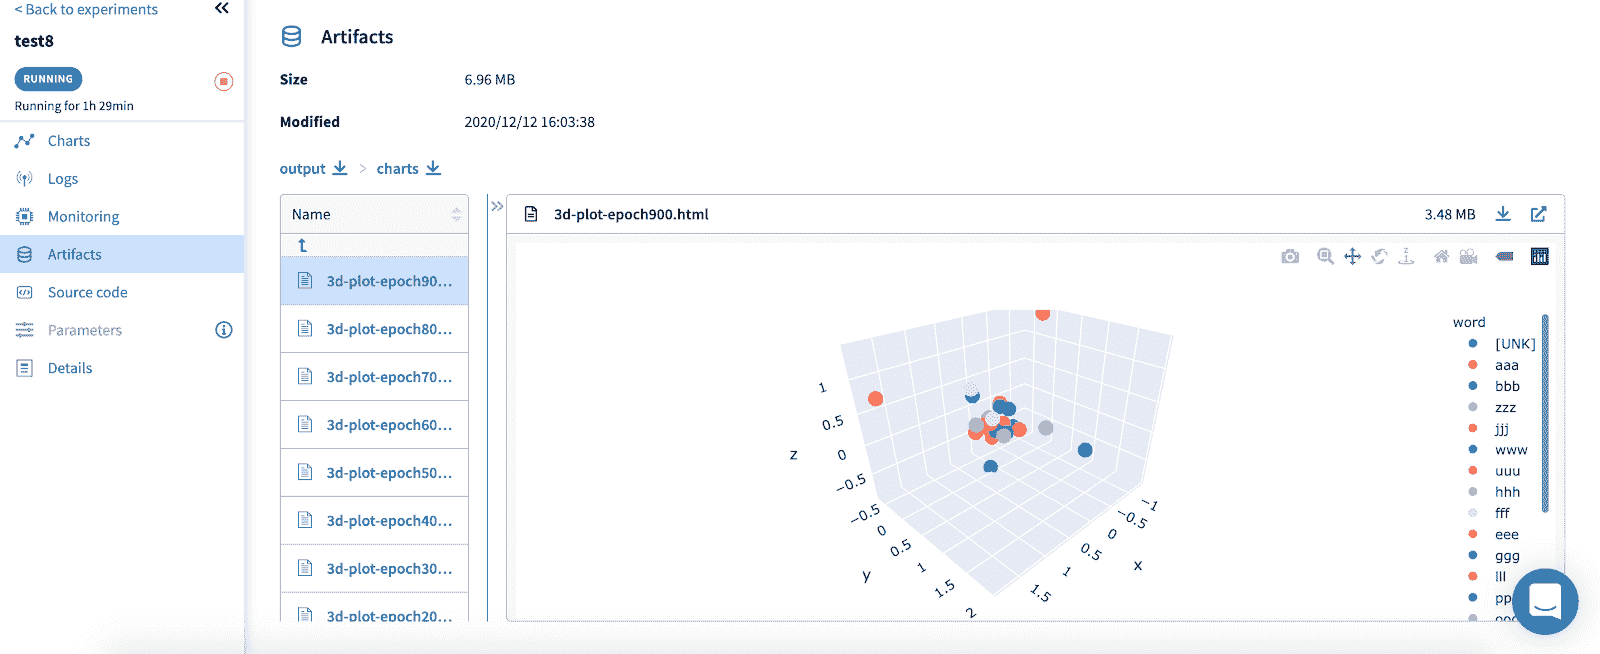 < Back to experiments
test8
RUNNING
Running for 1h 29min
Charts
Logs
Monitoring
Artifacts
Source code
Parameters
Details
Artifacts
Size 6.96 MB
Modified 2020/12/12 16:03:38
output > charts
Name
3d-plot-epoch90...
3d-plot-epoch80...
3d-plot-epoch70...
3d-plot-epoch60...
3d-plot-epoch50...
3d-plot-epoch40...
3d-plot-epoch30...
3d-plot-epoch20...
3d-plot-epoch900.html 3.48 MB
z
1
0.5
0
−0.5
y
−0.5
0
0.5
1
1.5
2
x
−1
−0.5
0
0.5
1
1.5
word
[UNK]
aaa
bbb
zzz
jjj
www
uuu
hhh
fff
eee
ggg
lll